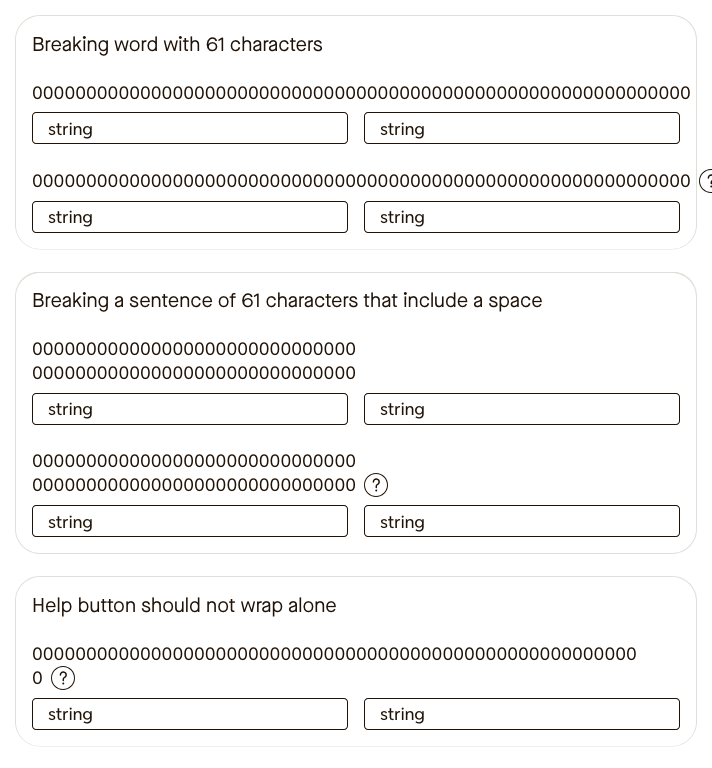 Breaking word with 61 characters
0000000000000000000000000000000000000000000000000000000000000
string string
0000000000000000000000000000000000000000000000000000000000000 ?
string string
Breaking a sentence of 61 characters that include a space
000000000000000000000000000000
000000000000000000000000000000
string string
000000000000000000000000000000
000000000000000000000000000000 ?
string string
Help button should not wrap alone
00000000000000000000000000000000000000000000000000000000
0 ?
string string